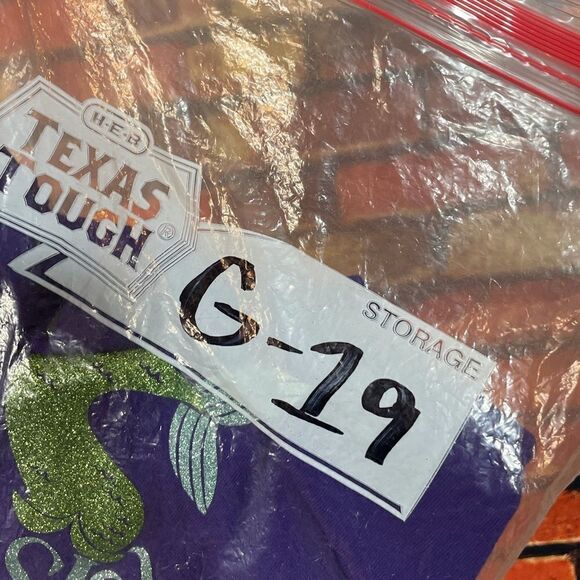 H-E-B
TEXAS
TOUGH®
STORAGE
G-19